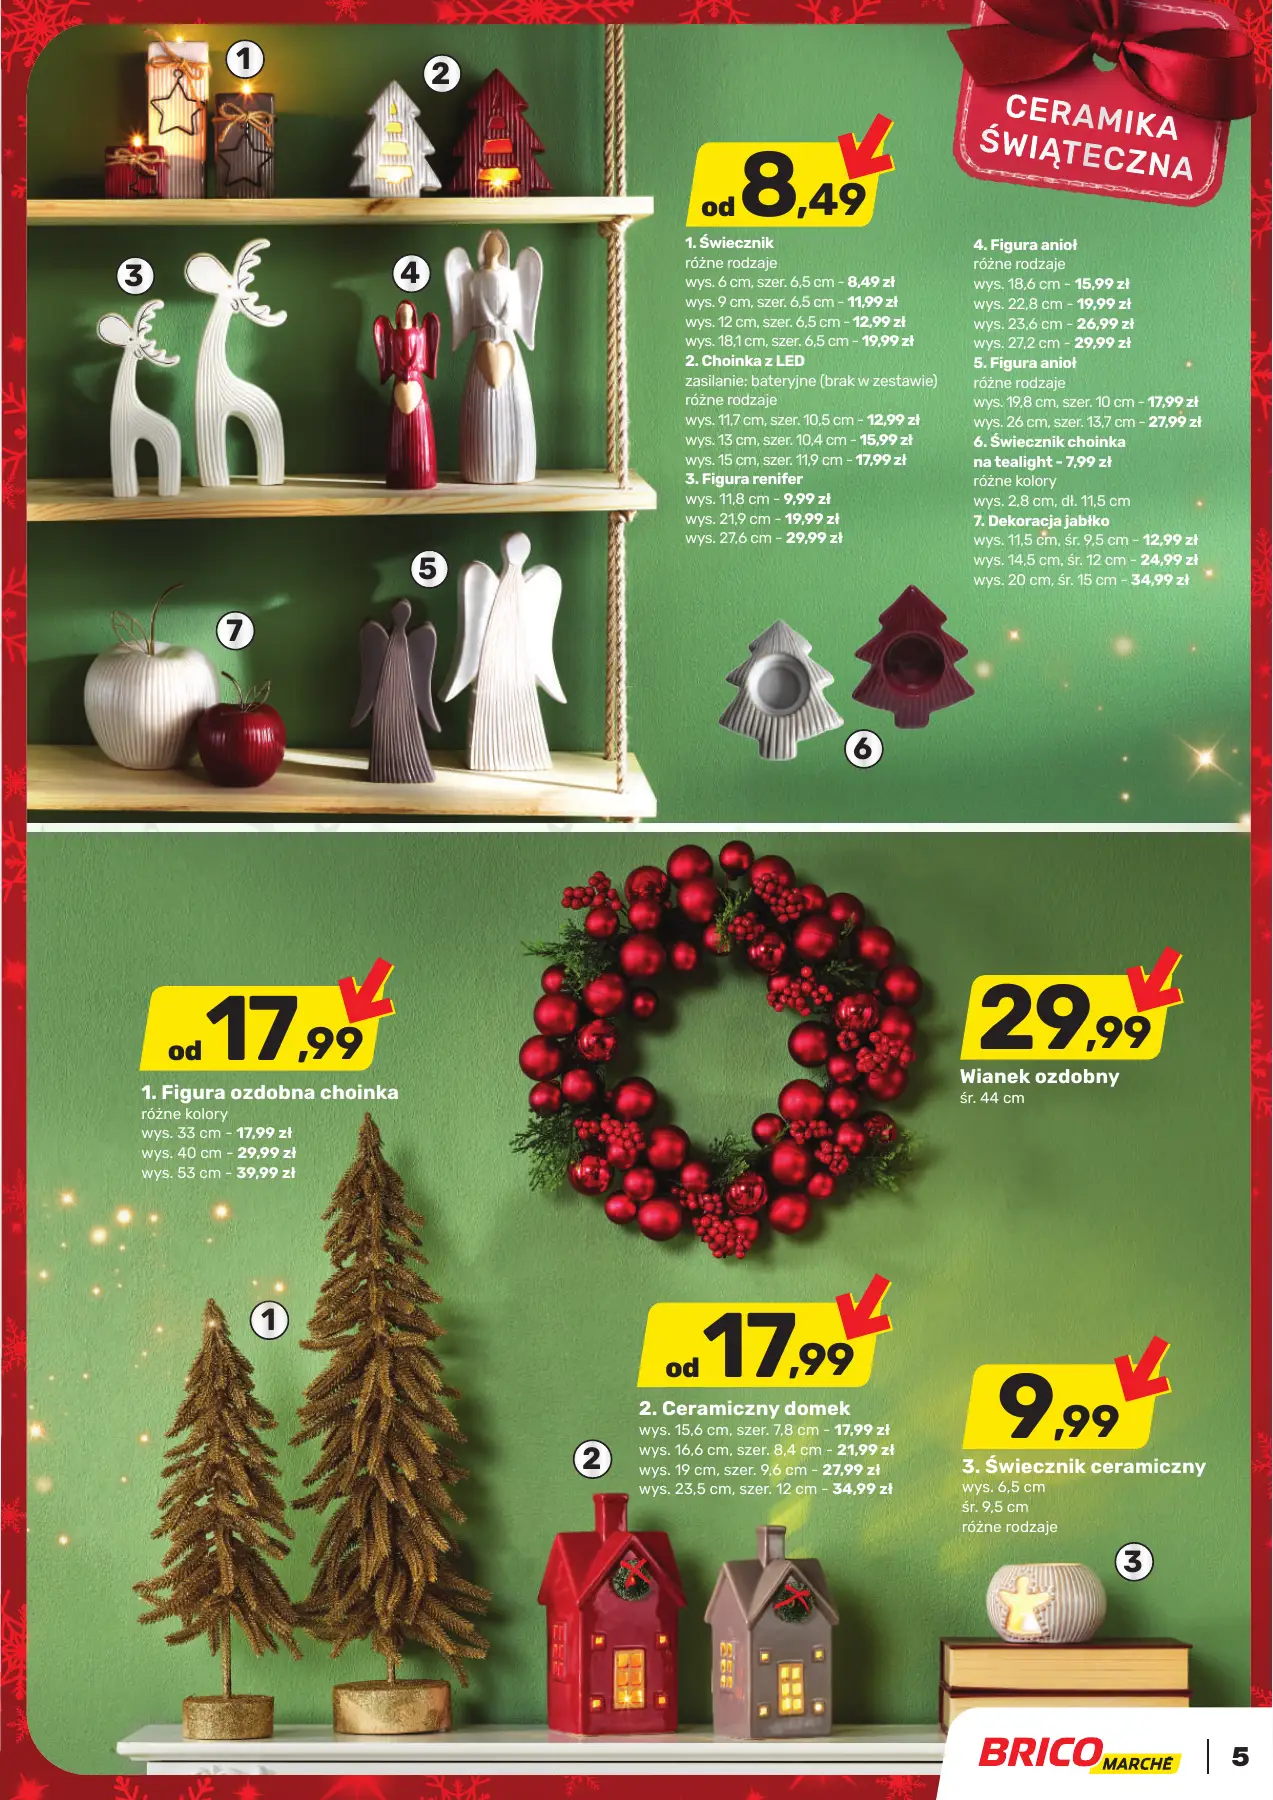 CERAMIKA
ŚWIĄTECZNA
1
2
3
4
5
7
6
od 8,49
1. Świecznik
różne rodzaje
wys. 6 cm, szer. 6,5 cm - 8,49 zł
wys. 9 cm, szer. 6,5 cm - 11,99 zł
wys. 12 cm, szer. 6,5 cm - 12,99 zł
wys. 18,1 cm, szer. 6,5 cm - 19,99 zł
2. Choinka z LED
zasilanie: bateryjne (brak w zestawie)
różne rodzaje
wys. 11,7 cm, szer. 10,5 cm - 12,99 zł
wys. 13 cm, szer. 10,4 cm - 15,99 zł
wys. 15 cm, szer. 11,9 cm - 17,99 zł
3. Figura renifer
wys. 11,8 cm - 9,99 zł
wys. 21,9 cm - 19,99 zł
wys. 27,6 cm - 29,99 zł
4. Figura anioł
różne rodzaje
wys. 18,6 cm - 15,99 zł
wys. 22,8 cm - 19,99 zł
wys. 23,6 cm - 26,99 zł
wys. 27,2 cm - 29,99 zł
5. Figura anioł
różne rodzaje
wys. 19,8 cm, szer. 10 cm - 17,99 zł
wys. 26 cm, szer. 13,7 cm - 27,99 zł
6. Świecznik choinka
na tealight - 7,99 zł
różne kolory
wys. 2,8 cm, dł. 11,5 cm
7. Dekoracja jabłko
wys. 11,5 cm, śr. 9,5 cm - 12,99 zł
wys. 14,5 cm, śr. 12 cm - 24,99 zł
wys. 20 cm, śr. 15 cm - 34,99 zł
od 17,99
1. Figura ozdobna choinka
różne kolory
wys. 33 cm - 17,99 zł
wys. 40 cm - 29,99 zł
wys. 53 cm - 39,99 zł
1
29,99
Wianek ozdobny
śr. 44 cm
od 17,99
2. Ceramiczny domek
wys. 15,6 cm, szer. 7,8 cm - 17,99 zł
wys. 16,6 cm, szer. 8,4 cm - 21,99 zł
wys. 19 cm, szer. 9,6 cm - 27,99 zł
wys. 23,5 cm, szer. 12 cm - 34,99 zł
2
9,99
3. Świecznik ceramiczny
wys. 6,5 cm
śr. 9,5 cm
różne rodzaje
3
BRICO MARCHÉ
5